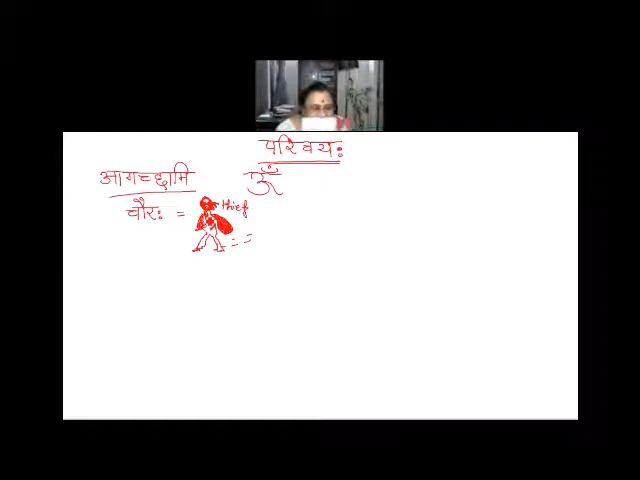 परिचयः
आगच्छामि ॐ
चौरः = thief